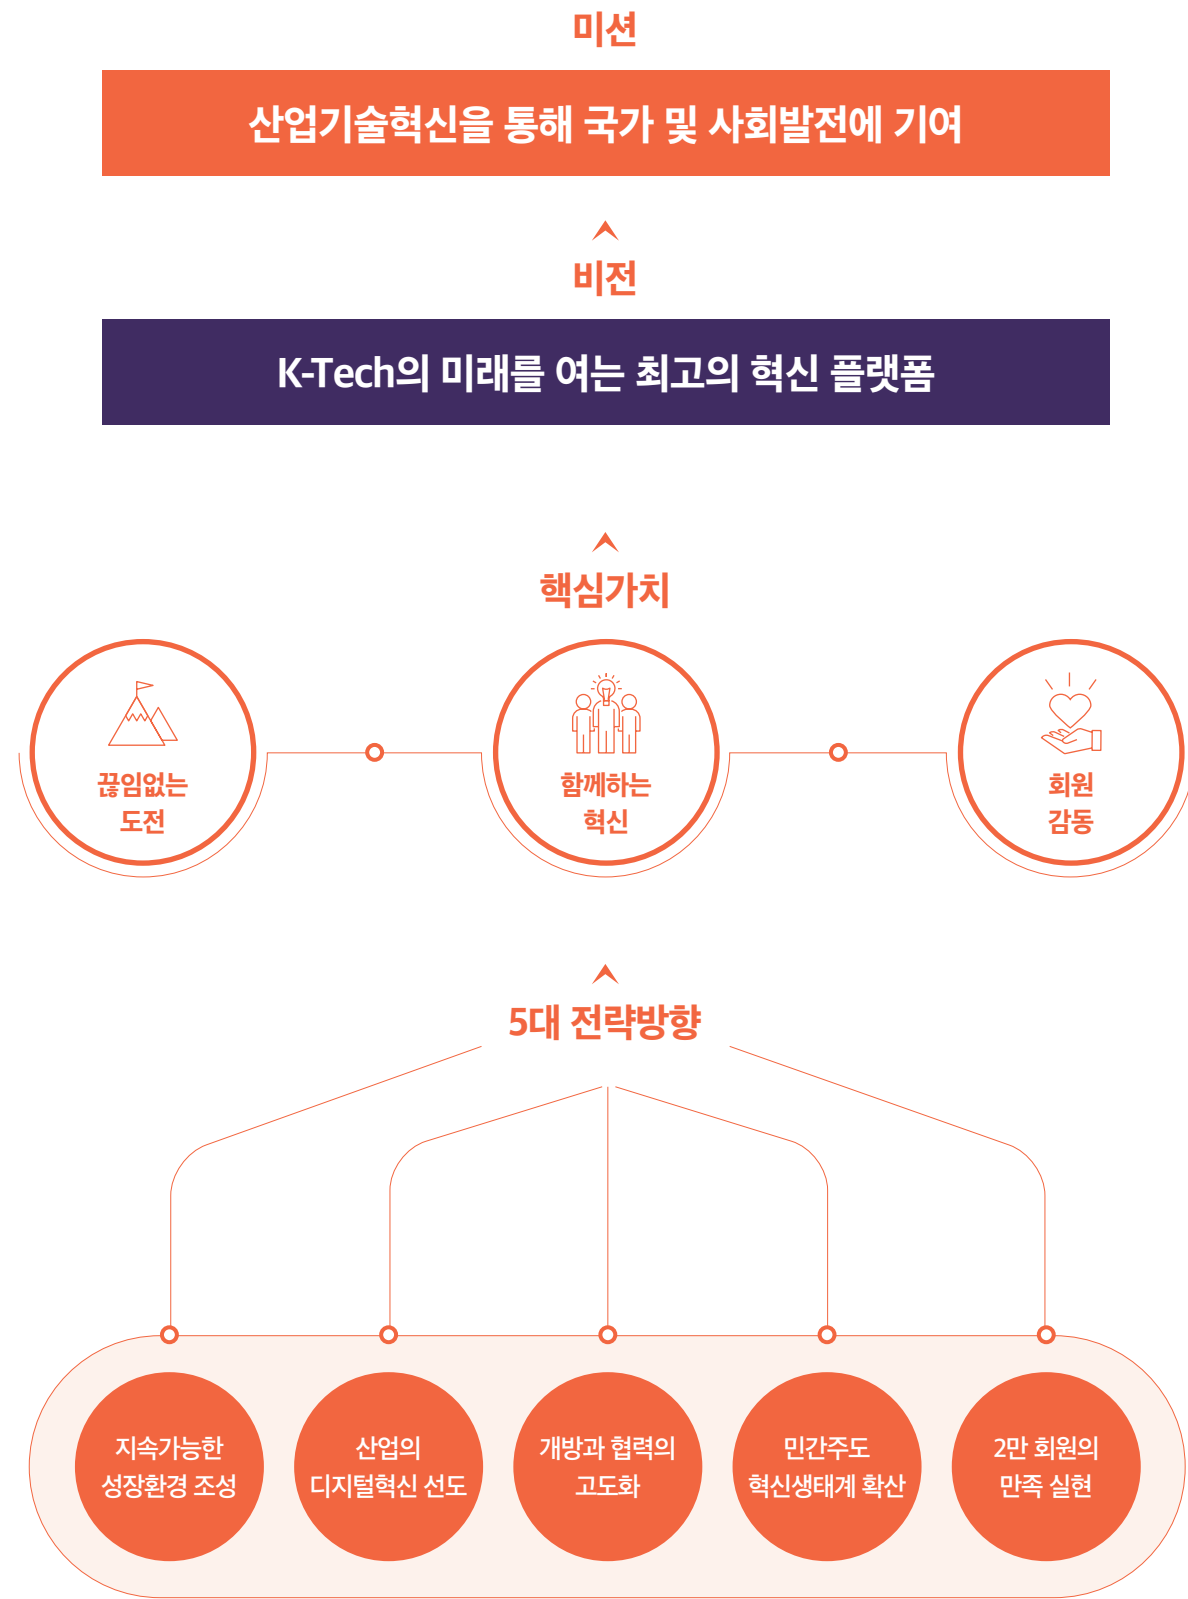 미션
산업기술혁신을 통해 국가 및 사회발전에 기여
비전
K-Tech의 미래를 여는 최고의 혁신 플랫폼
핵심가치
끊임없는
도전
함께하는
혁신
회원
감동
5대 전략방향
지속가능한
성장환경 조성
산업의
디지털혁신 선도
개방과 협력의
고도화
민간주도
혁신생태계 확산
2만 회원의
만족 실현